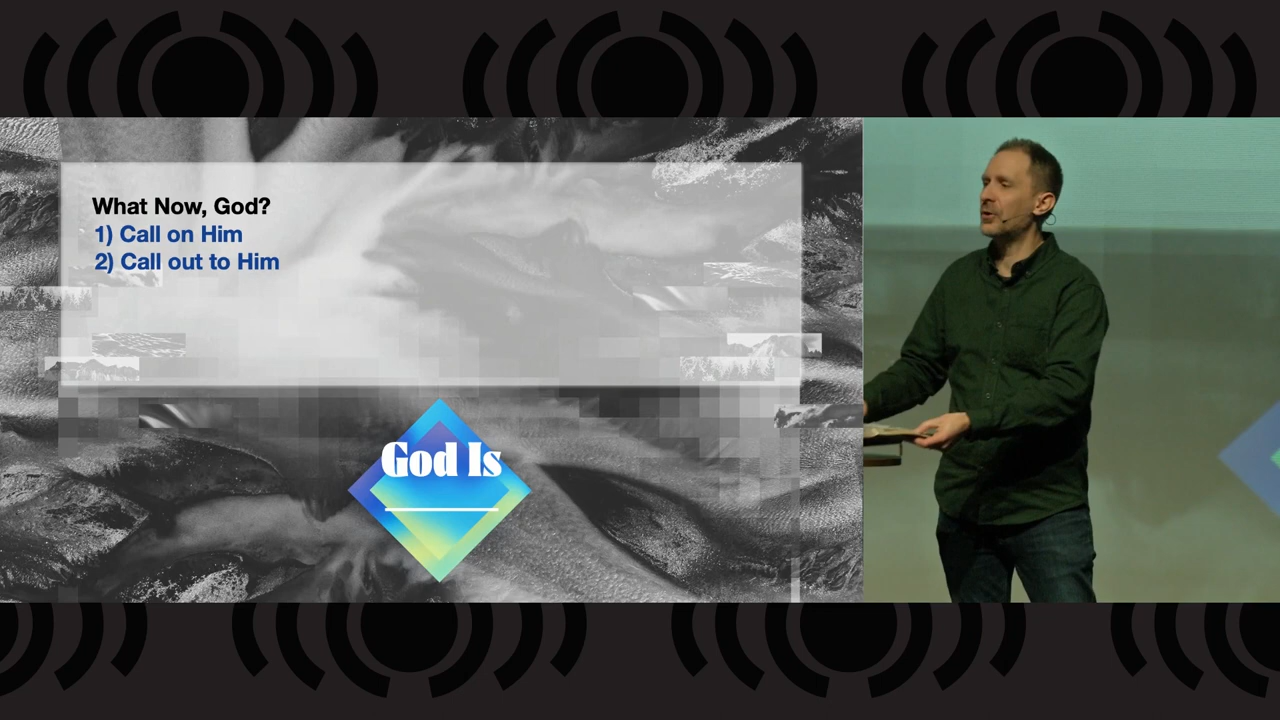 What Now, God?
1) Call on Him
2) Call out to Him
God Is